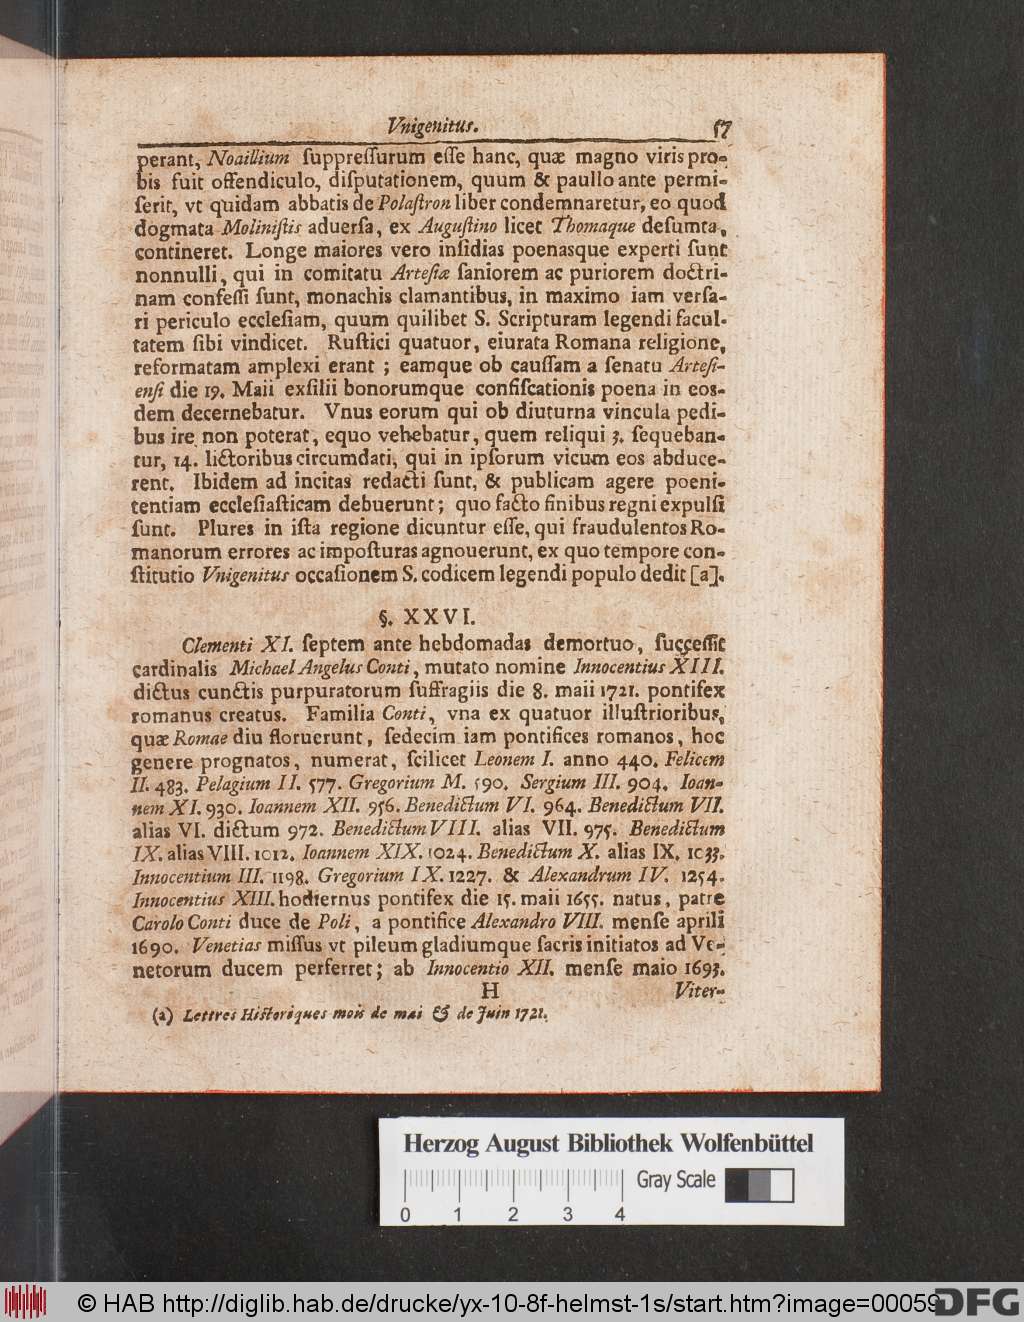 Vnigenitus. 57
perant, Noaillium ſuppreſſurum eſſe hanc, quæ magno viris pro-
bis fuit offendiculo, diſputationem, quum & paullo ante permi-
ſerit, vt quidam abbatis de Polaſtron liber condemnaretur, eo quod
dogmata Moliniſtis aduerſa, ex Auguſtino licet Thomaque deſumta,
contineret. Longe maiores vero inſidias poenasque experti ſunt
nonnulli, qui in comitatu Arteſiæ ſaniorem ac puriorem doctri-
nam confeſſi ſunt, monachis clamantibus, in maximo iam verſa-
ri periculo eccleſiam, quum quilibet S. Scripturam legendi facul-
tatem ſibi vindicet. Ruſtici quatuor, eiurata Romana religione,
reformatam amplexi erant; eamque ob cauſſam a ſenatu Arteſi-
enſi die 19. Maii exſilii bonorumque confiſcationis poena in eos-
dem decernebatur. Vnus eorum qui ob diuturna vincula pedi-
bus ire non poterat, equo vehebatur, quem reliqui 3. ſequeban-
tur, 14. lictoribus circumdati, qui in ipſorum vicum eos abduce-
rent. Ibidem ad incitas redacti ſunt, & publicam agere poeni-
tentiam eccleſiaſticam debuerunt; quo facto finibus regni expulſi
ſunt. Plures in iſta regione dicuntur eſſe, qui fraudulentos Ro-
manorum errores ac impoſturas agnouerunt, ex quo tempore con-
ſtitutio Vnigenitus occaſionem S. codicem legendi populo dedit [a].
§. XXVI.
Clementi XI. ſeptem ante hebdomadas demortuo, ſucceſſit
cardinalis Michael Angelus Conti, mutato nomine Innocentius XIII.
dictus cunctis purpuratorum ſuffragiis die 8. maii 1721. pontifex
romanus creatus. Familia Conti, vna ex quatuor illuſtrioribus,
quæ Romae diu floruerunt, ſedecim iam pontifices romanos, hoc
genere prognatos, numerat, ſcilicet Leonem I. anno 440. Felicem
II. 483. Pelagium II. 577. Gregorium M. 590. Sergium III. 904. Ioan-
nem XI. 930. Ioannem XII. 956. Benedictum VI. 964. Benedictum VII.
alias VI. dictum 972. Benedictum VIII. alias VII. 975. Benedictum
IX. alias VIII. 1012. Ioannem XIX. 1024. Benedictum X. alias IX. 1033.
Innocentium III. 1198. Gregorium IX. 1227. & Alexandrum IV. 1254.
Innocentius XIII. hodiernus pontifex die 15. maii 1655. natus, patre
Carolo Conti duce de Poli, a pontifice Alexandro VIII. menſe aprili
1690. Venetias miſſus vt pileum gladiumque ſacris initiatos ad Ve-
netorum ducem perferret; ab Innocentio XII. menſe maio 1693.
H Viter-
(a) Lettres Hiſtoriques mois de mai & de Juin 1721.
Herzog August Bibliothek Wolfenbüttel
Gray Scale
0 1 2 3 4
© HAB http://diglib.hab.de/drucke/yx-10-8f-helmst-1s/start.htm?image=00059
DFG